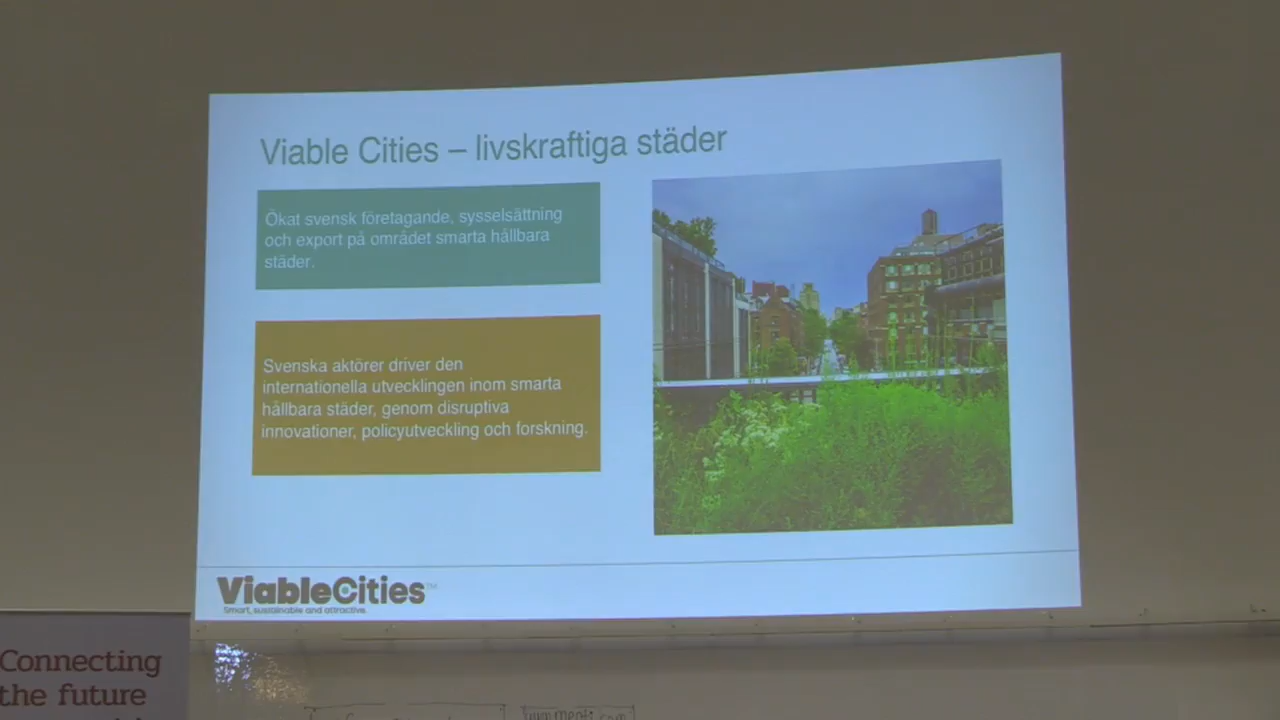 Viable Cities – livskraftiga städer
Ökat svensk företagande, sysselsättning
och export på området smarta hållbara
städer.
Svenska aktörer driver den
internationella utvecklingen inom smarta
hållbara städer, genom disruptiva
innovationer, policyutveckling och forskning.
ViableCities™
Smart, sustainable and attractive.
Connecting
the future